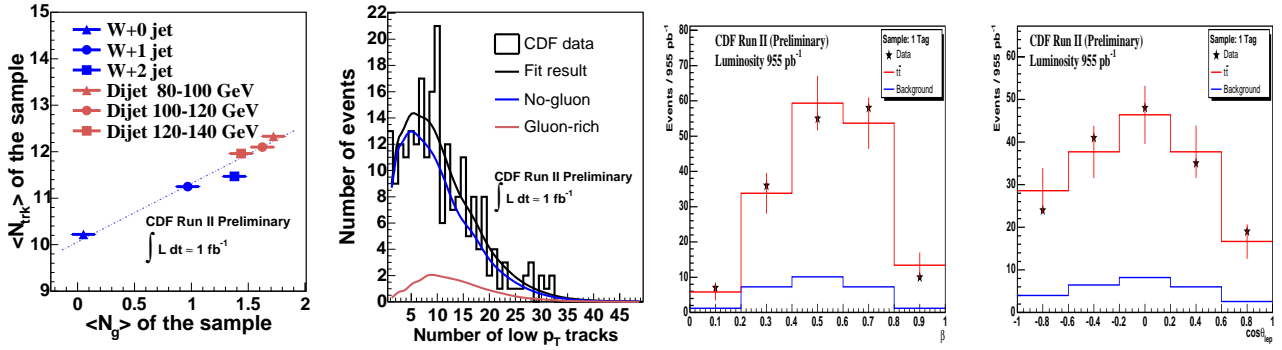 <N_trk> of the sample
15
14
13
12
11
10
9
W+0 jet
W+1 jet
W+2 jet
Dijet 80-100 GeV
Dijet 100-120 GeV
Dijet 120-140 GeV
CDF Run II Preliminary
∫ L dt ≈ 1 fb⁻¹
0 0.5 1 1.5 2
<N_g> of the sample
Number of events
22
20
18
16
14
12
10
8
6
4
2
0
CDF data
Fit result
No-gluon
Gluon-rich
CDF Run II Preliminary
∫ L dt ≈ 1 fb⁻¹
5 10 15 20 25 30 35 40 45
Number of low p_T tracks
Events / 955 pb⁻¹
80
70
60
50
40
30
20
10
0
CDF Run II (Preliminary)
Luminosity 955 pb⁻¹
Sample: 1 Tag
Data
tt̄
Background
0 0.1 0.2 0.3 0.4 0.5 0.6 0.7 0.8 0.9 1
β
Events / 955 pb⁻¹
70
60
50
40
30
20
10
0
CDF Run II (Preliminary)
Luminosity 955 pb⁻¹
Sample: 1 Tag
Data
tt̄
Background
-1 -0.8 -0.6 -0.4 -0.2 0 0.2 0.4 0.6 0.8 1
cosθ_lep